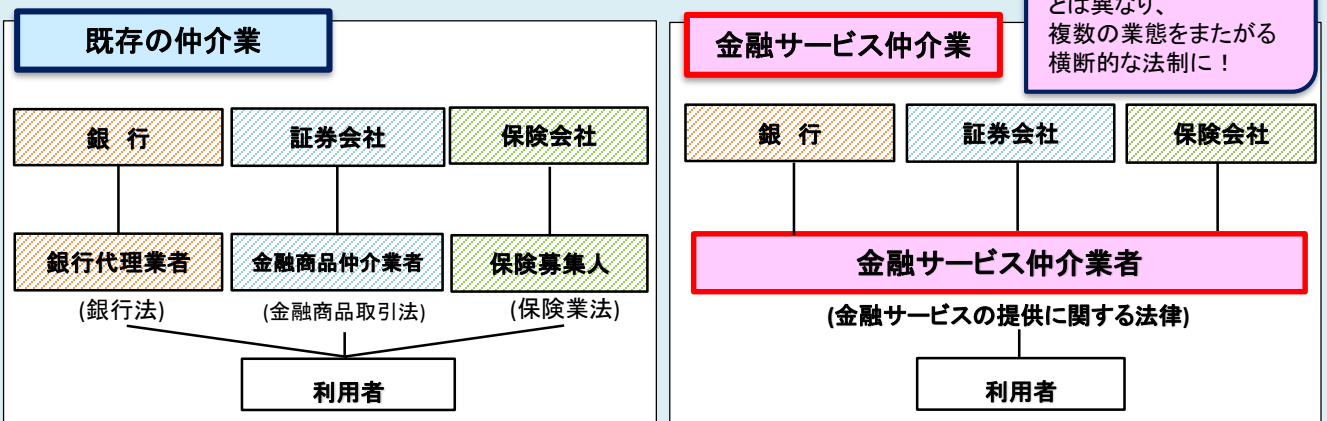 とは異なり、
複数の業態をまたがる
横断的な法制に！
既存の仲介業
銀 行
証券会社
保険会社
銀行代理業者
金融商品仲介業者
保険募集人
(銀行法)
(金融商品取引法)
(保険業法)
利用者
金融サービス仲介業
銀 行
証券会社
保険会社
金融サービス仲介業者
(金融サービスの提供に関する法律)
利用者